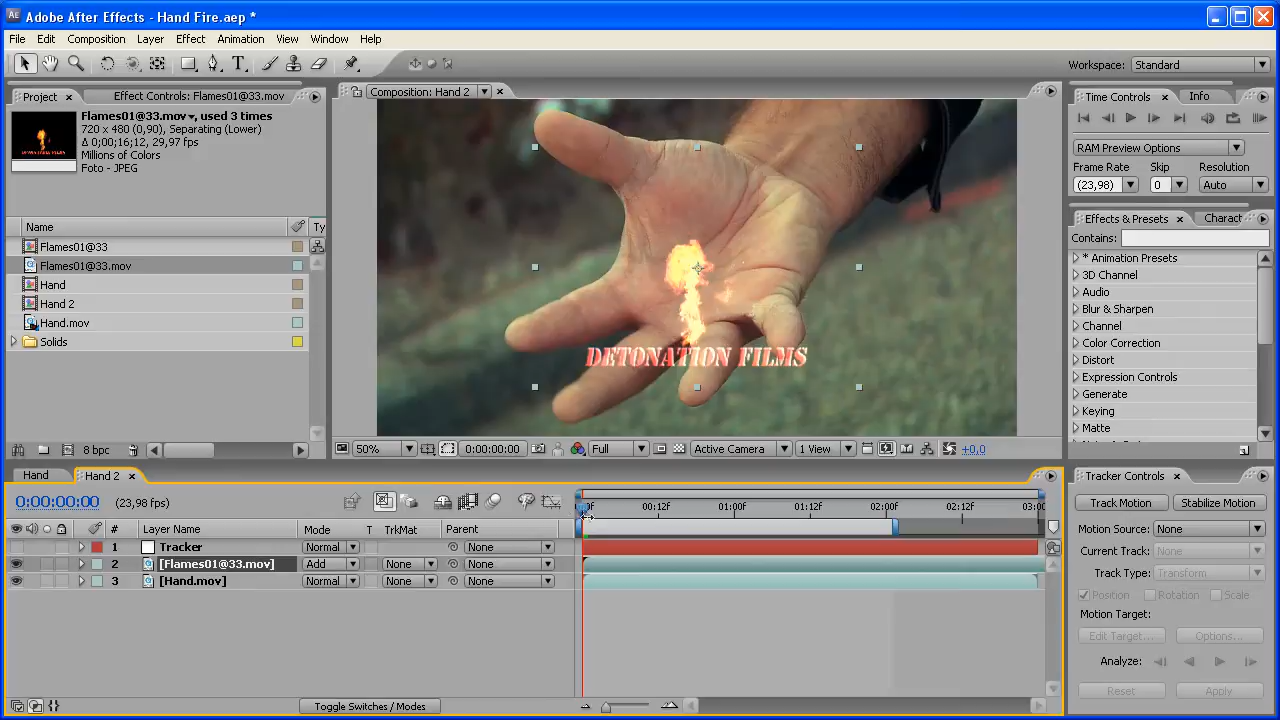 Adobe After Effects - Hand Fire.aep *
File Edit Composition Layer Effect Animation View Window Help
Workspace: Standard
Project Effect Controls: Flames01@33.mov
Flames01@33.mov, used 3 times
720 x 480 (0,90), Separating (Lower)
Δ 0;00;16;12, 29,97 fps
Millions of Colors
Foto - JPEG
Name Ty
Flames01@33
Flames01@33.mov
Hand
Hand 2
Hand.mov
Solids
8 bpc
Composition: Hand 2
DETONATION FILMS
50% 0:00:00:00 Full Active Camera 1 View +0,0
Time Controls Info
RAM Preview Options
Frame Rate Skip Resolution
(23,98) 0 Auto
Effects & Presets Charact
Contains:
* Animation Presets
3D Channel
Audio
Blur & Sharpen
Channel
Color Correction
Distort
Expression Controls
Generate
Keying
Matte
Hand Hand 2
0:00:00:00 (23,98 fps)
00:12F 01:00F 01:12F 02:00F 02:12F 03:00
# Layer Name Mode T TrkMat Parent
1 Tracker Normal None
2 [Flames01@33.mov] Add None None
3 [Hand.mov] Normal None None
Toggle Switches / Modes
Tracker Controls
Track Motion Stabilize Motion
Motion Source: None
Current Track: None
Track Type: Transform
Position Rotation Scale
Motion Target:
Edit Target... Options...
Analyze:
Reset Apply